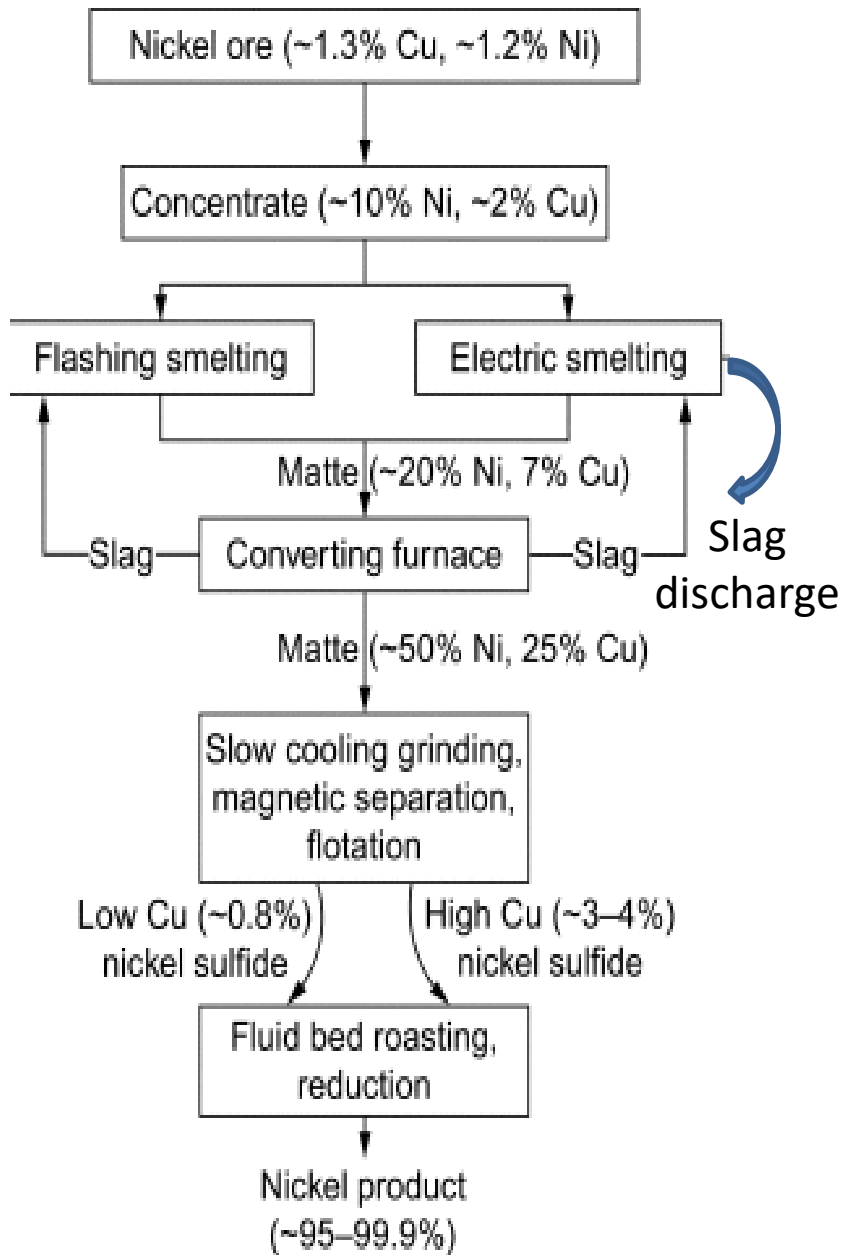 Nickel ore (~1.3% Cu, ~1.2% Ni)
Concentrate (~10% Ni, ~2% Cu)
Flashing smelting
Electric smelting
Matte (~20% Ni, 7% Cu)
Slag
Converting furnace
Slag
Slag
discharge
Matte (~50% Ni, 25% Cu)
Slow cooling grinding,
magnetic separation,
flotation
Low Cu (~0.8%)
nickel sulfide
High Cu (~3–4%)
nickel sulfide
Fluid bed roasting,
reduction
Nickel product
(~95–99.9%)